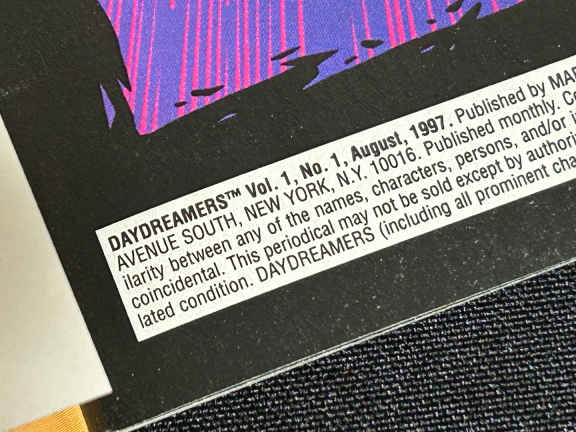 DAYDREAMERS™ Vol. 1, No. 1, August, 1997. Published by MAR
AVENUE SOUTH, NEW YORK, N.Y. 10016. Published monthly. Co
ilarity between any of the names, characters, persons, and/or i
coincidental. This periodical may not be sold except by authori
lated condition. DAYDREAMERS (including all prominent cha